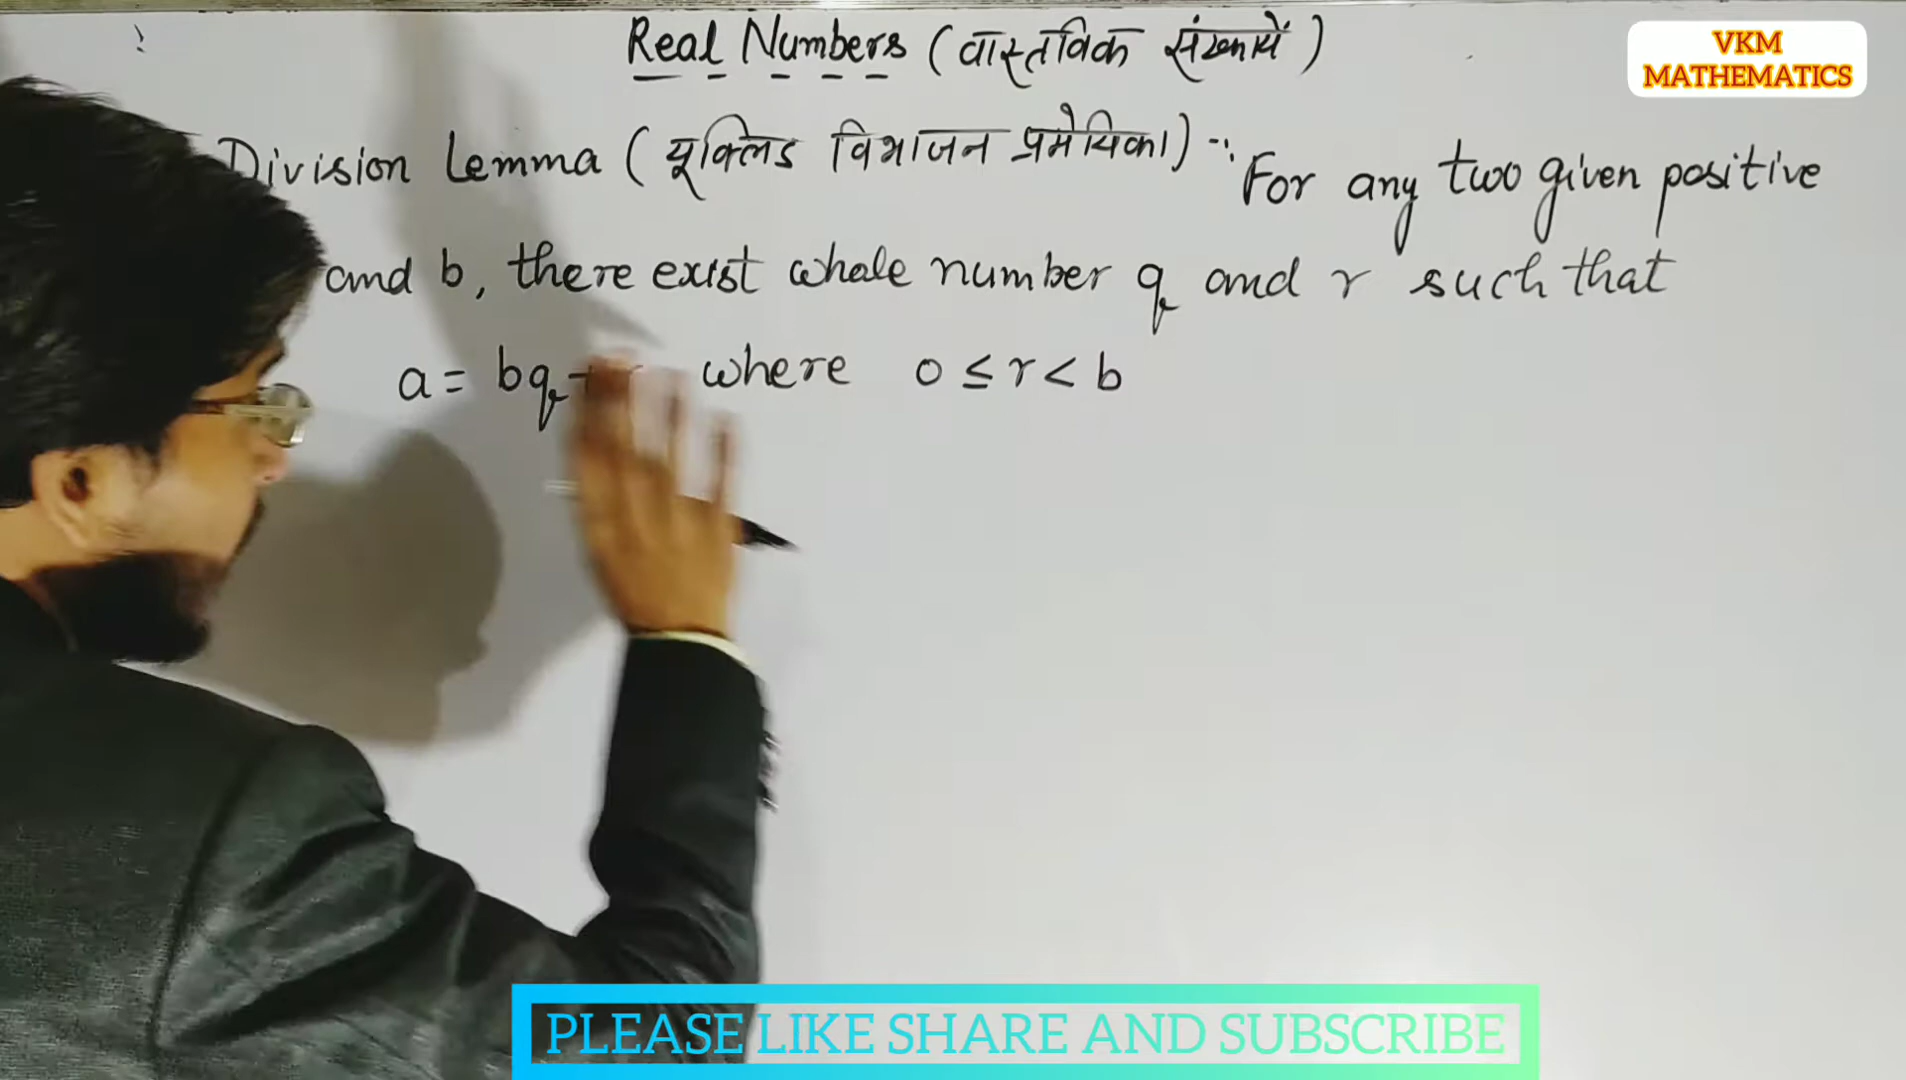 Real Numbers (वास्तविक संख्यायें)
VKM
MATHEMATICS
Division Lemma ( यूक्लिड विभाजन प्रमेयिका) -: For any two given positive
and b, there exist whole number q and r such that
a = bq + where 0 ≤ r < b
PLEASE LIKE SHARE AND SUBSCRIBE